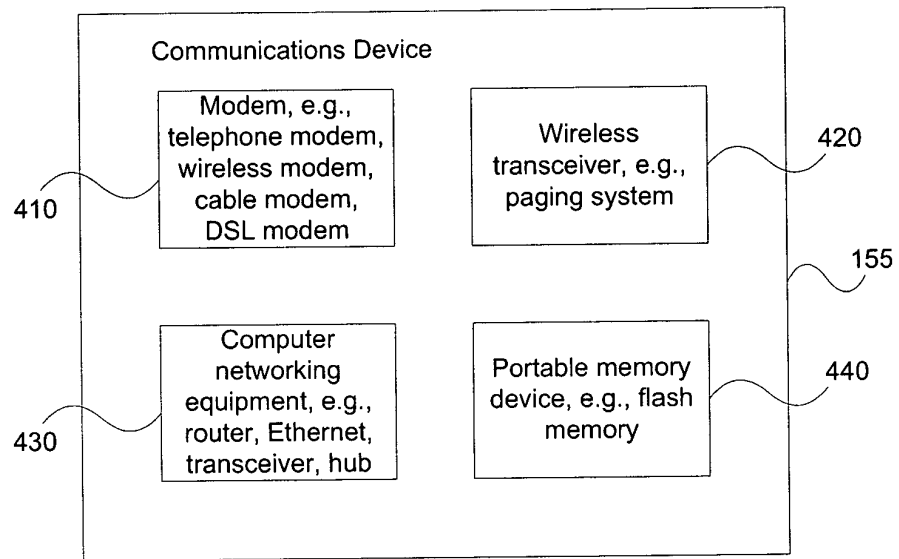 Communications Device
Modem, e.g.,
telephone modem,
wireless modem,
cable modem,
DSL modem
410
Wireless
transceiver, e.g.,
paging system
420
155
Computer
networking
equipment, e.g.,
router, Ethernet,
transceiver, hub
430
Portable memory
device, e.g., flash
memory
440